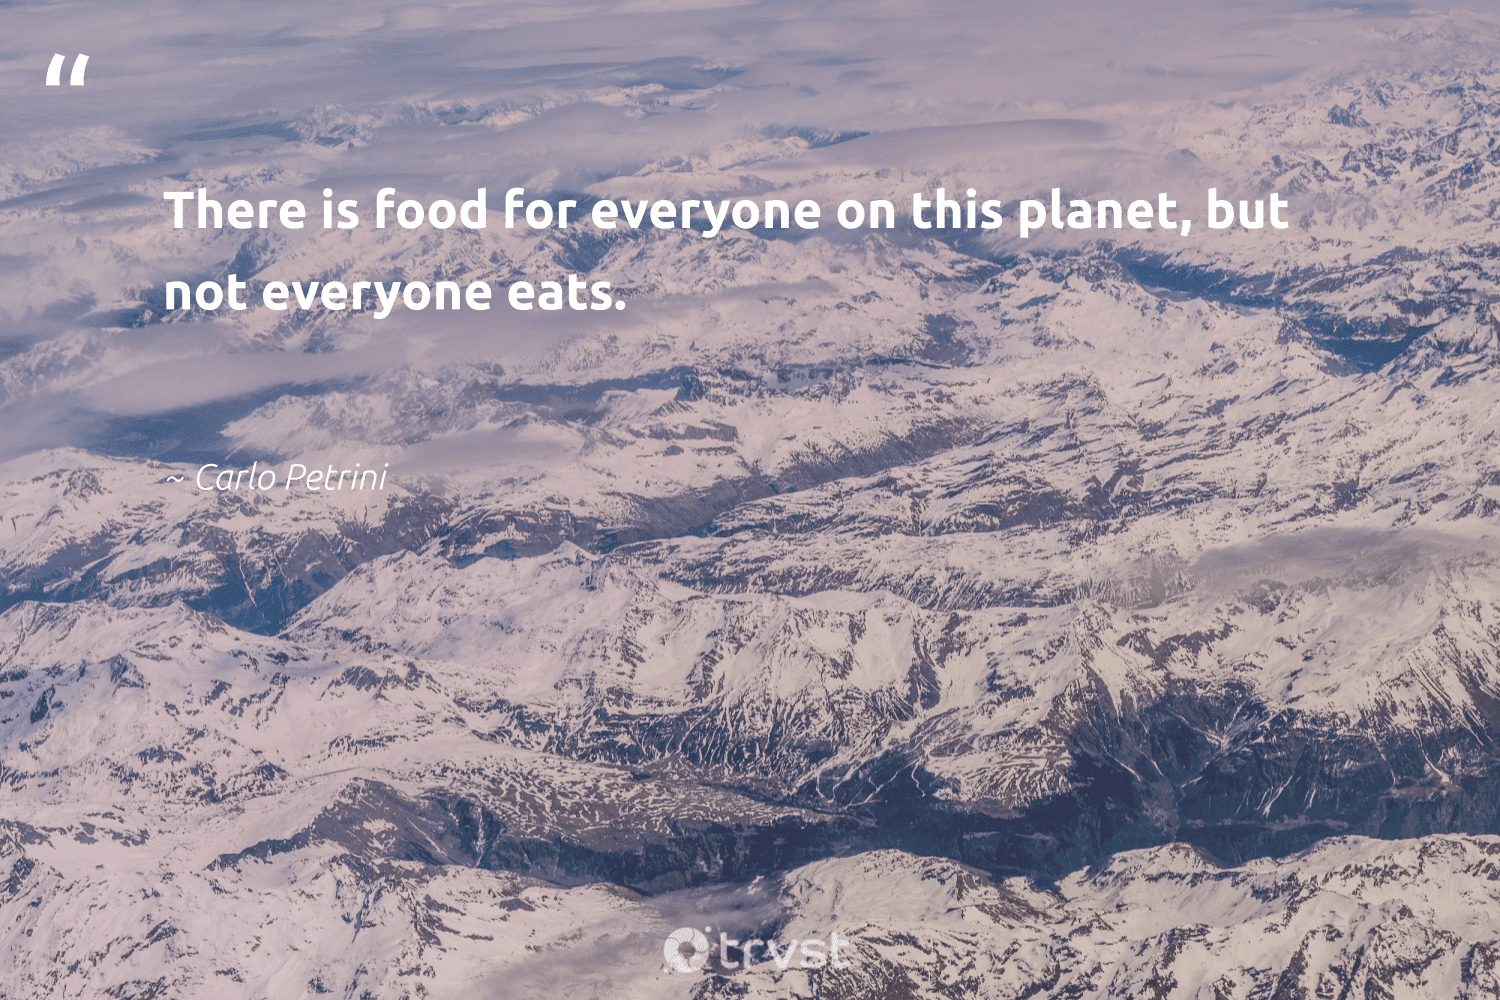 “
There is food for everyone on this planet, but
not everyone eats.
~ Carlo Petrini
trvst